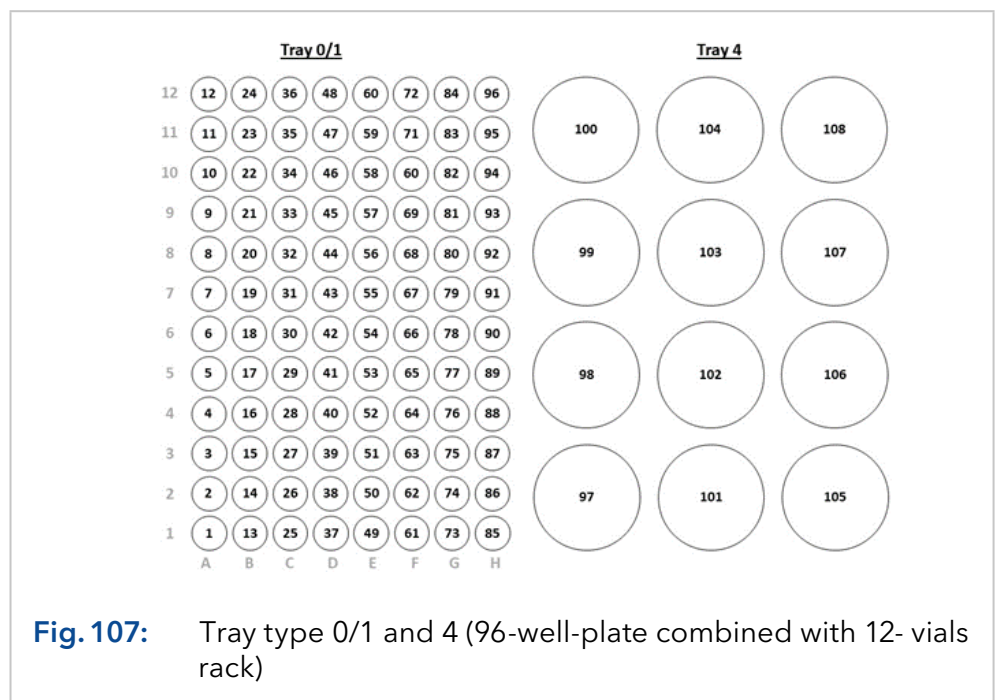 Tray 0/1 Tray 4
12 12 24 36 48 60 72 84 96
11 11 23 35 47 59 71 83 95
100 104 108
10 10 22 34 46 58 60 82 94
9 9 21 33 45 57 69 81 93
8 8 20 32 44 56 68 80 92
99 103 107
7 7 19 31 43 55 67 79 91
6 6 18 30 42 54 66 78 90
5 5 17 29 41 53 65 77 89
98 102 106
4 4 16 28 40 52 64 76 88
3 3 15 27 39 51 63 75 87
2 2 14 26 38 50 62 74 86
97 101 105
1 1 13 25 37 49 61 73 85
A B C D E F G H
Fig. 107: Tray type 0/1 and 4 (96-well-plate combined with 12- vials
rack)